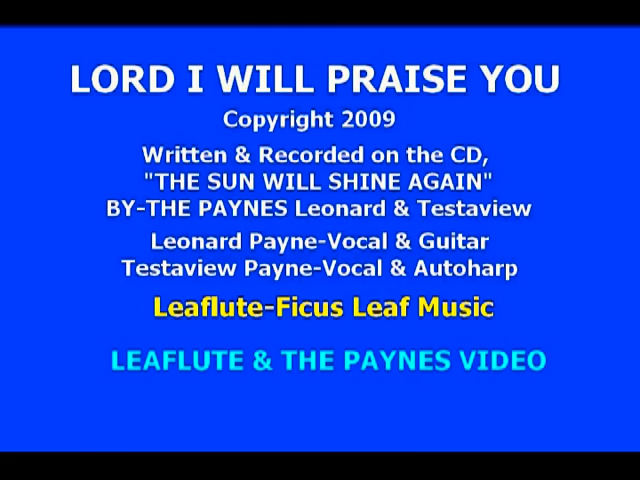 LORD I WILL PRAISE YOU
Copyright 2009
Written & Recorded on the CD,
"THE SUN WILL SHINE AGAIN"
BY-THE PAYNES Leonard & Testaview
Leonard Payne-Vocal & Guitar
Testaview Payne-Vocal & Autoharp
Leaflute-Ficus Leaf Music
LEAFLUTE & THE PAYNES VIDEO